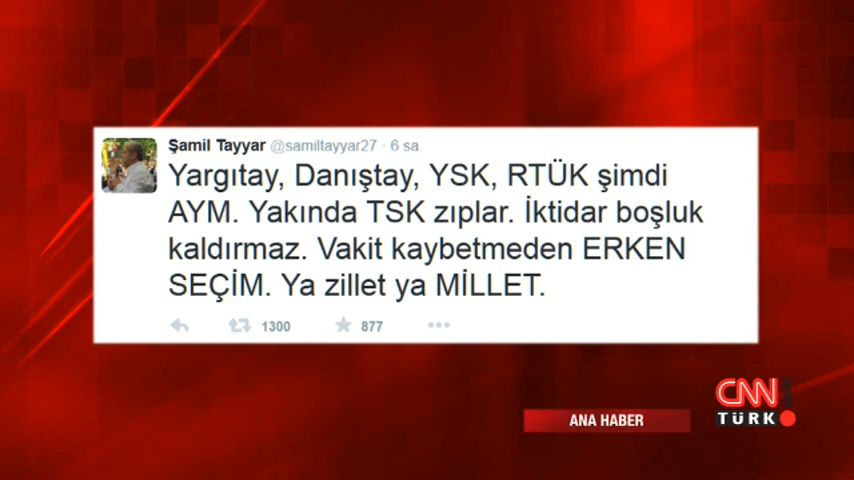 Şamil Tayyar @samiltayyar27 · 6 sa.
Yargıtay, Danıştay, YSK, RTÜK şimdi
AYM. Yakında TSK zıplar. İktidar boşluk
kaldırmaz. Vakit kaybetmeden ERKEN
SEÇİM. Ya zillet ya MİLLET.
1300 877
ANA HABER
CNN
TÜRK